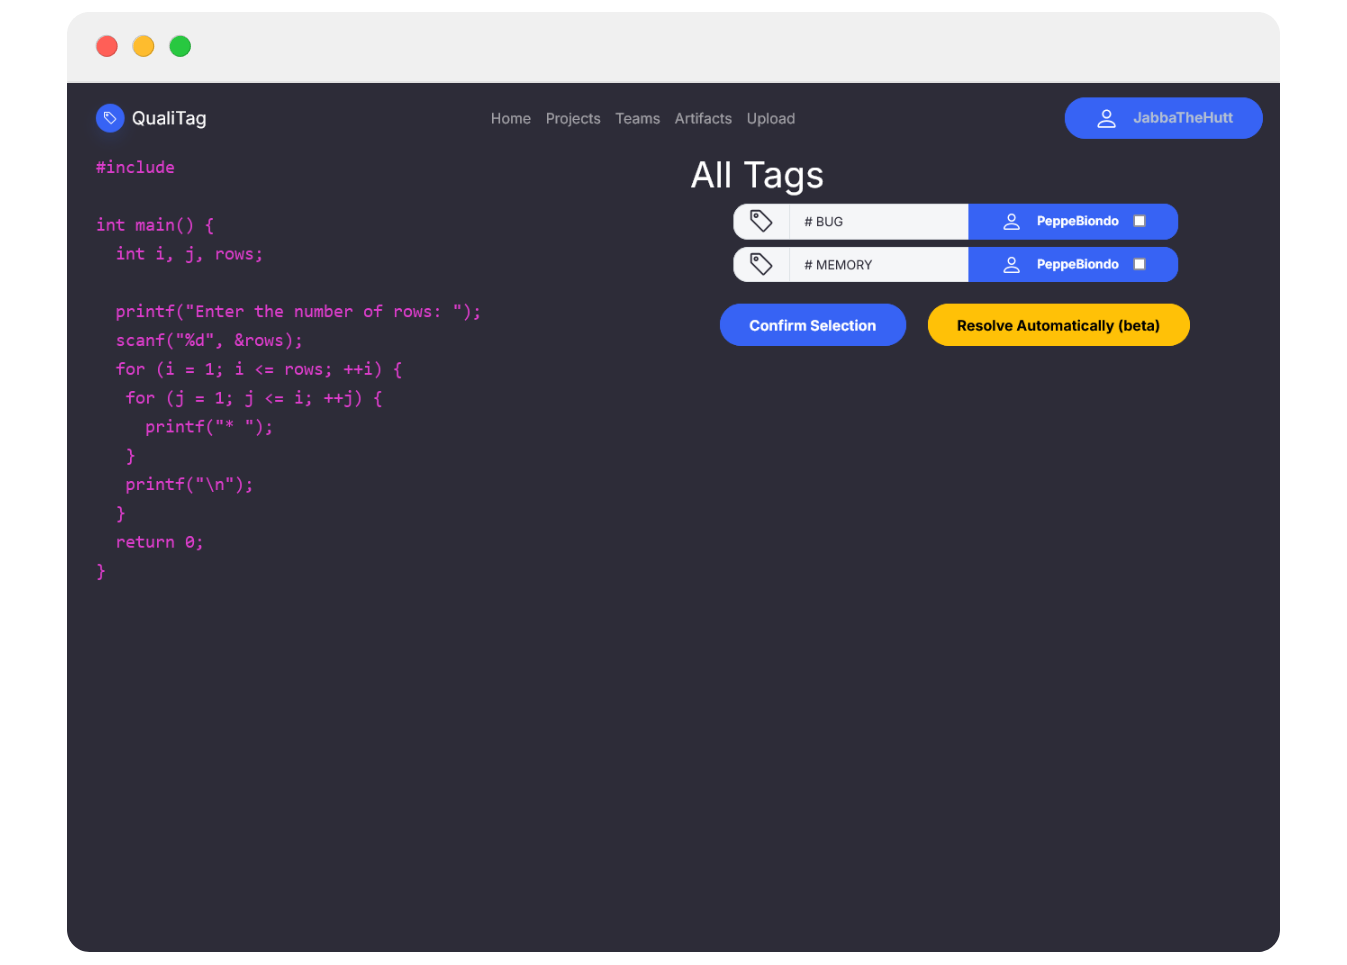 QualiTag
Home Projects Teams Artifacts Upload
JabbaTheHutt
#include
int main() {
int i, j, rows;
printf("Enter the number of rows: ");
scanf("%d", &rows);
for (i = 1; i <= rows; ++i) {
for (j = 1; j <= i; ++j) {
printf("* ");
}
printf("\n");
}
return 0;
}
All Tags
# BUG PeppeBiondo
# MEMORY PeppeBiondo
Confirm Selection Resolve Automatically (beta)